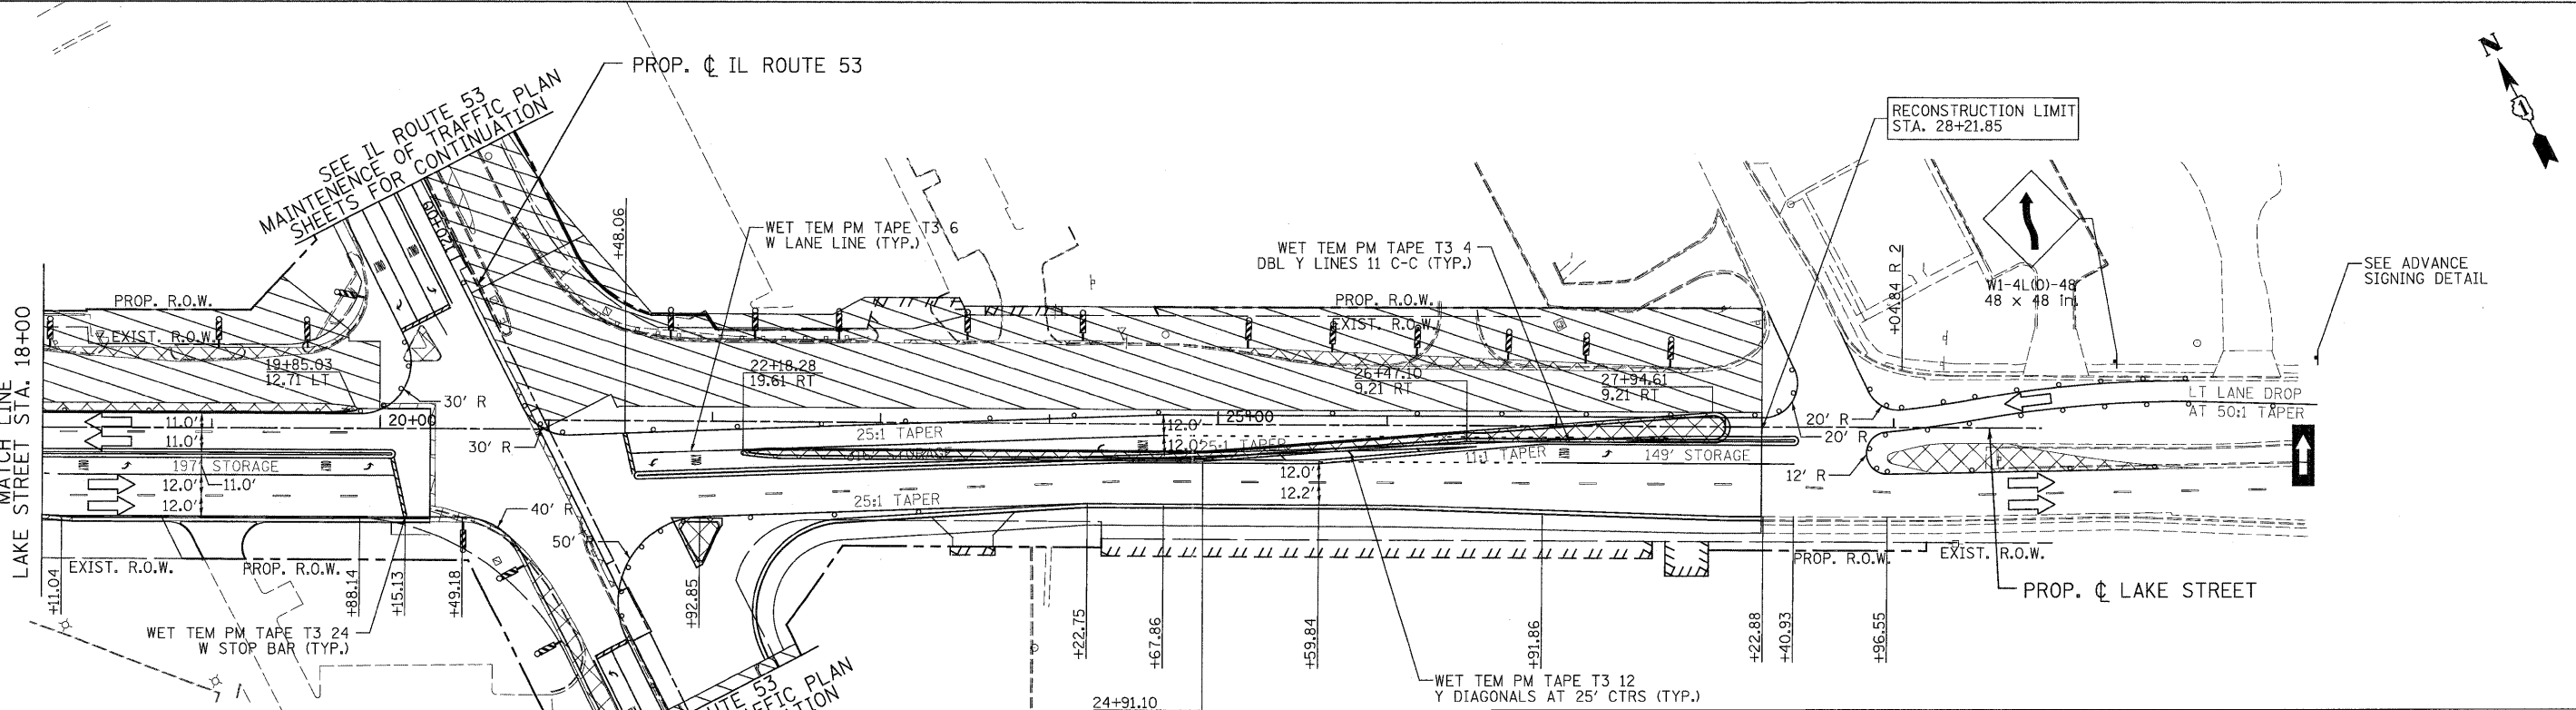 PROP. ℄ IL ROUTE 53
SEE IL ROUTE 53
MAINTENENCE OF TRAFFIC PLAN
SHEETS FOR CONTINUATION
N
1
RECONSTRUCTION LIMIT
STA. 28+21.85
120+00
+48.06
WET TEM PM TAPE T3 6
W LANE LINE (TYP.)
WET TEM PM TAPE T3 4
DBL Y LINES 11 C-C (TYP.)
+04.84 R 2
W1-4L(O)-48
48 x 48 in.
SEE ADVANCE
SIGNING DETAIL
MATCH LINE
LAKE STREET STA. 18+00
PROP. R.O.W.
EXIST. R.O.W.
PROP. R.O.W.
EXIST. R.O.W.
19+85.03
12.71 LT
22+18.28
19.61 RT
26+47.10
9.21 RT
27+94.61
9.21 RT
30' R
20+00
30' R
25+00
20' R
20' R
12' R
LT LANE DROP
AT 50:1 TAPER
11.0'
11.0'
197' STORAGE
11.0'
12.0'
12.0'
25:1 TAPER
STORAGE
12.0'
12.0'
25:1 TAPER
11:1 TAPER
149' STORAGE
12.0'
12.2'
25:1 TAPER
40' R
50' R
EXIST. R.O.W.
PROP. R.O.W.
PROP. R.O.W.
EXIST. R.O.W.
+11.04
+88.14
+15.13
+49.18
+92.85
+22.75
+67.86
+59.84
+91.86
+22.88
+40.93
+96.55
PROP. ℄ LAKE STREET
WET TEM PM TAPE T3 24
W STOP BAR (TYP.)
WET TEM PM TAPE T3 12
Y DIAGONALS AT 25' CTRS (TYP.)
24+91.10